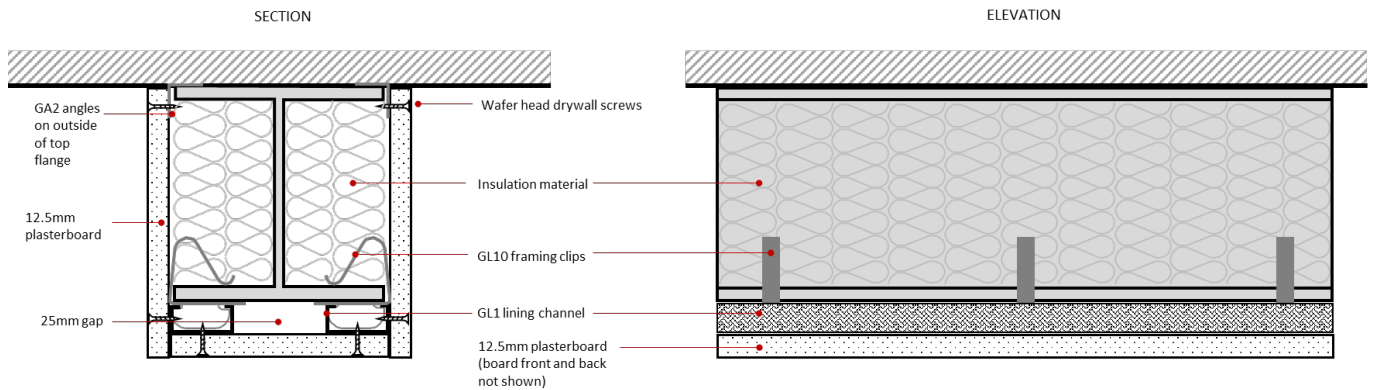 SECTION
ELEVATION
GA2 angles
on outside
of top
flange
12.5mm
plasterboard
25mm gap
Wafer head drywall screws
Insulation material
GL10 framing clips
GL1 lining channel
12.5mm plasterboard
(board front and back
not shown)